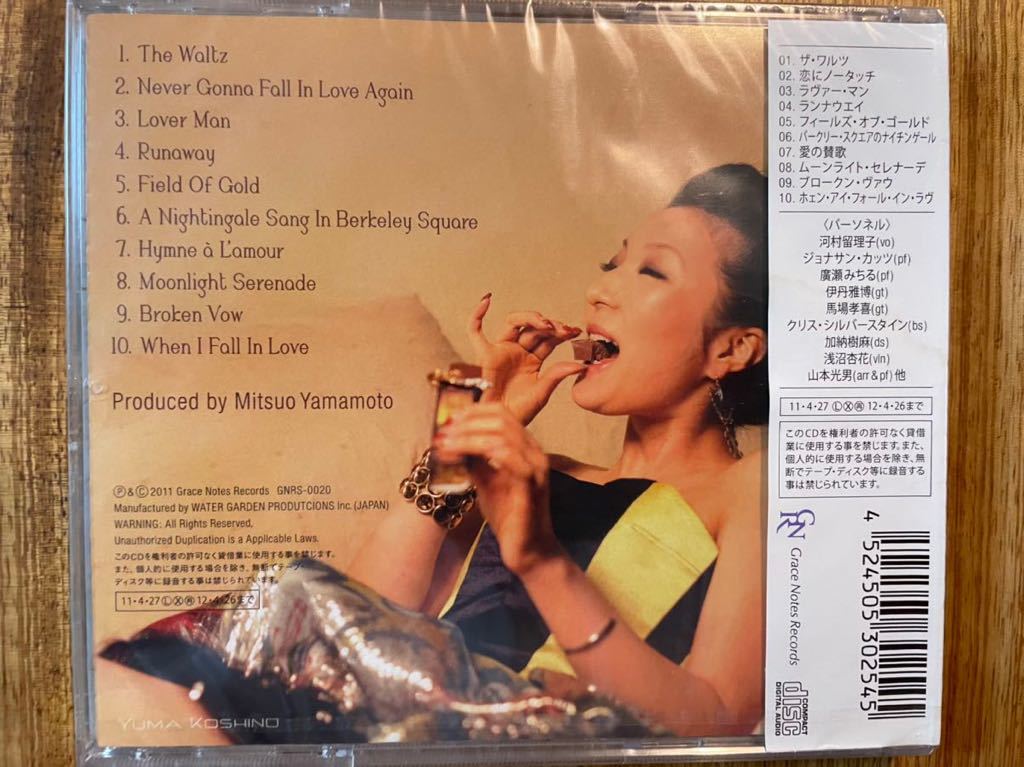 1. The Waltz
2. Never Gonna Fall In Love Again
3. Lover Man
4. Runaway
5. Field Of Gold
6. A Nightingale Sang In Berkeley Square
7. Hymne à L'amour
8. Moonlight Serenade
9. Broken Vow
10. When I Fall In Love
Produced by Mitsuo Yamamoto
Ⓟ&Ⓒ2011 Grace Notes Records GNRS-0020
Manufactured by WATER GARDEN PRODUTCIONS Inc.(JAPAN)
WARNING: All Rights Reserved.
Unauthorized Duplication is a Applicable Laws.
このCDを権利者の許可なく賃借業に使用する事を禁じます。
また、個人的に使用する場合を除き、無断でテープ・
ディスク等に録音する事は禁じられています。
11・4・27ⓁⓍ㊞12・4・26まで
YUMA KOSHINO
01. ザ・ワルツ
02. 恋にノータッチ
03. ラヴァー・マン
04. ランナウエイ
05. フィールズ・オブ・ゴールド
06. バークリー・スクエアのナイチンゲール
07. 愛の賛歌
08. ムーンライト・セレナーデ
09. ブロークン・ヴァウ
10. ホェン・アイ・フォール・イン・ラヴ
〈パーソネル〉
河村留理子(vo)
ジョナサン・カッツ(pf)
廣瀬みちる(pf)
伊丹雅博(gt)
馬場孝喜(gt)
クリス・シルバースタイン(bs)
加納樹麻(ds)
浅沼杏花(vln)
山本光男(arr&pf)他
11・4・27ⓁⓍ㊞12・4・26まで
このCDを権利者の許可なく賃借
業に使用する事を禁じます。また、
個人的に使用する場合を除き、無
断でテープ・ディスク等に録音する
事は禁じられています。
GN
Grace Notes Records
COMPACT
disc
DIGITAL AUDIO
4 524505 302545